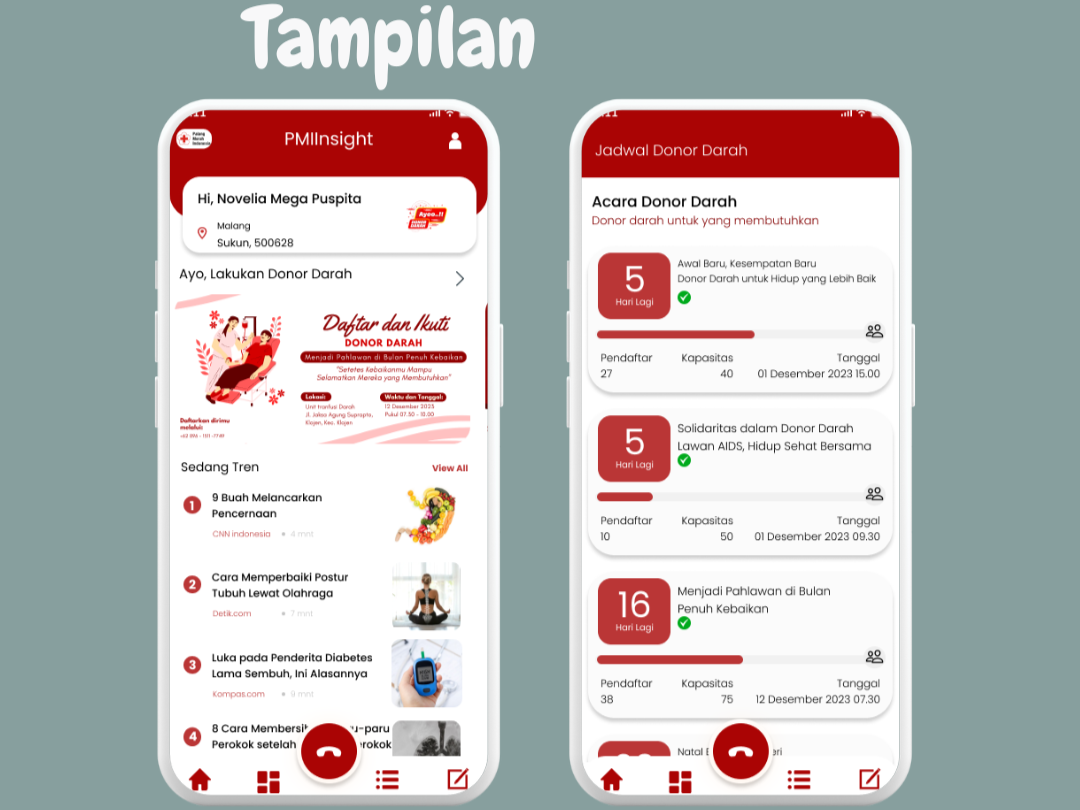 Tampilan
Palang
Merah
Indonesia
PMIInsight
Hi, Novelia Mega Puspita
Malang
Sukun, 500628
Ayoo..!!
Ayo, Lakukan Donor Darah
Daftar dan Ikuti
DONOR DARAH
Menjadi Pahlawan di Bulan Penuh Kebaikan
"Setetes Kebaikanmu Mampu
Selamatkan Mereka yang Membutuhkan"
Lokasi:
Unit Tranfusi Darah
Jl. Jaksa Agung Suprapto,
Klojen, Kec. Klojen
Waktu dan Tanggal:
12 Desember 2023
Pukul 07.30 - 10.00
Daftarkan dirimu
melalui:
Sedang Tren
View All
1
9 Buah Melancarkan
Pencernaan
CNN indonesia
4 mnt
2
Cara Memperbaiki Postur
Tubuh Lewat Olahraga
Detik.com
7 mnt
3
Luka pada Penderita Diabetes
Lama Sembuh, Ini Alasannya
Kompas.com
9 mnt
4
8 Cara Membersih u-paru
Perokok setelah rokok
Jadwal Donor Darah
Acara Donor Darah
Donor darah untuk yang membutuhkan
5
Hari Lagi
Awal Baru, Kesempatan Baru
Donor Darah untuk Hidup yang Lebih Baik
Pendaftar Kapasitas Tanggal
27 40 01 Desember 2023 15.00
5
Hari Lagi
Solidaritas dalam Donor Darah
Lawan AIDS, Hidup Sehat Bersama
Pendaftar Kapasitas Tanggal
10 50 01 Desember 2023 09.30
16
Hari Lagi
Menjadi Pahlawan di Bulan
Penuh Kebaikan
Pendaftar Kapasitas Tanggal
38 75 12 Desember 2023 07.30
Natal